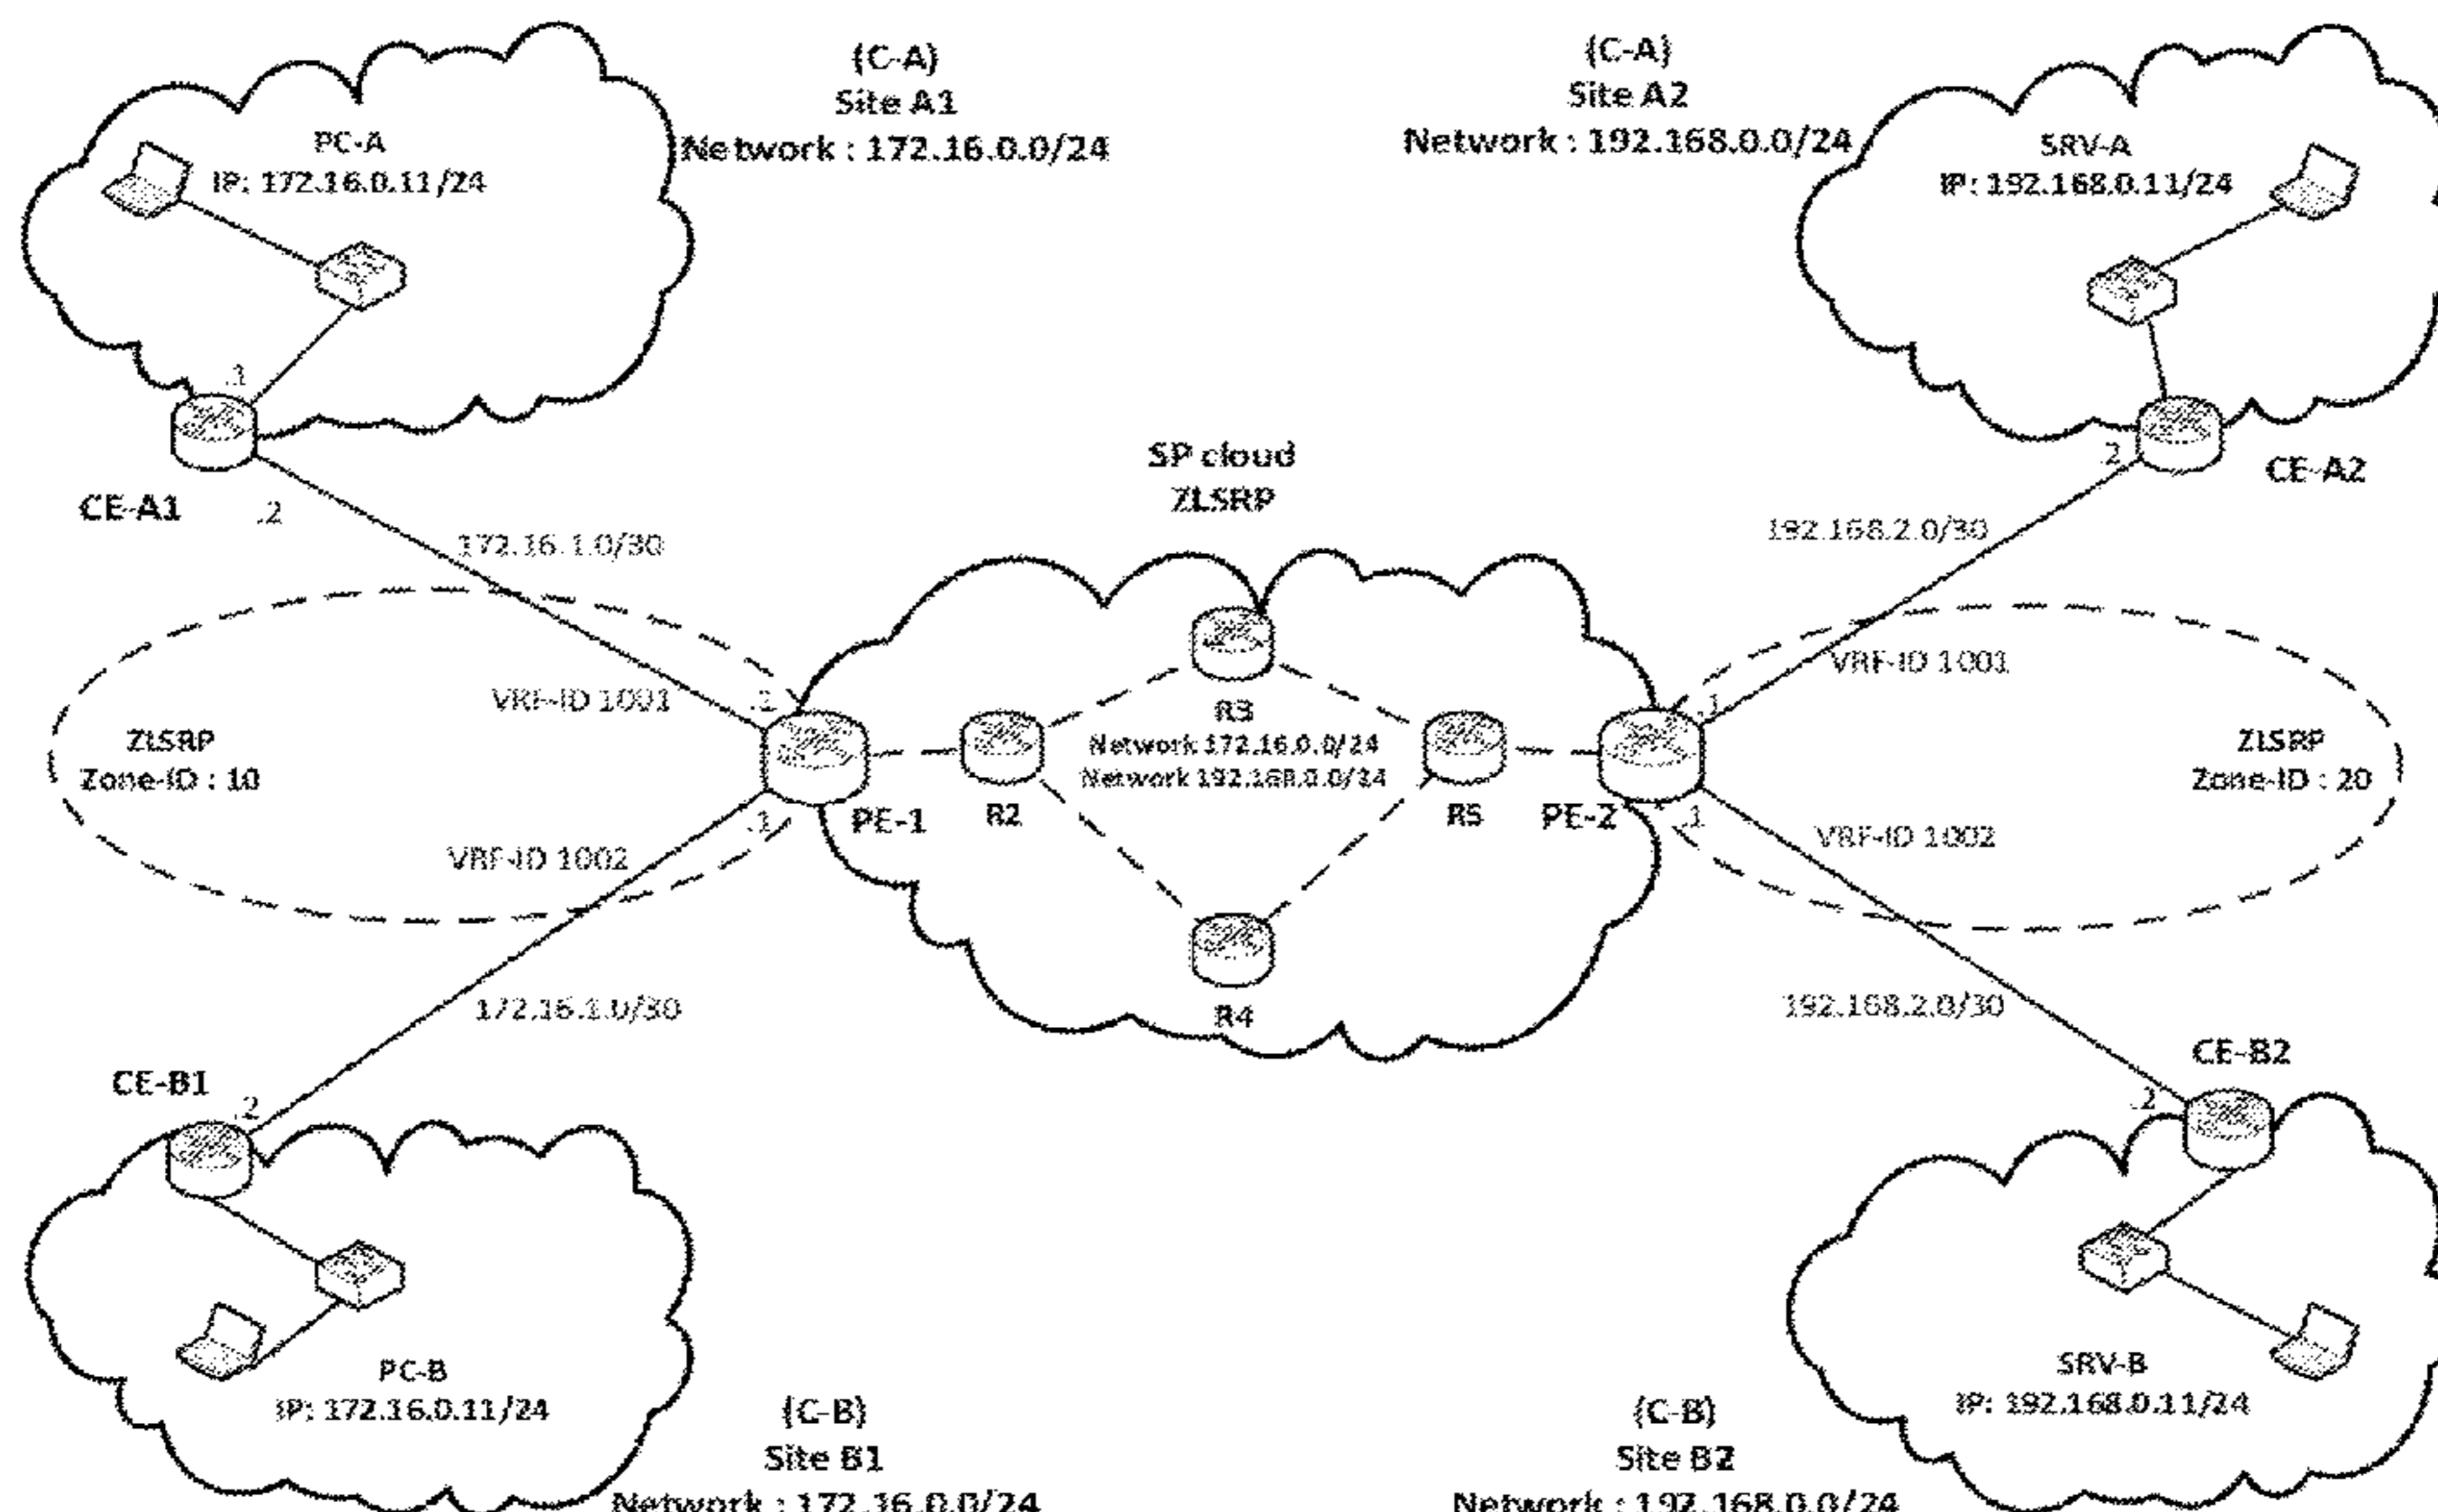 (C-A)
Site A1
Network : 172.16.0.0/24
PC-A
IP: 172.16.0.11/24
.1
CE-A1
.2
172.16.1.0/30
(C-A)
Site A2
Network : 192.168.0.0/24
SRV-A
IP: 192.168.0.11/24
.2
CE-A2
192.168.2.0/30
SP cloud
ZLSRP
VRF-ID 1001
.1
ZLSRP
Zone-ID : 10
VRF-ID 1002
.1
PE-1
R2
R3
Network 172.16.0.0/24
Network 192.168.0.0/24
R4
R5
PE-2
.1
VRF-ID 1001
ZLSRP
Zone-ID : 20
.1
VRF-ID 1002
172.16.1.0/30
CE-B1
.2
PC-B
IP: 172.16.0.11/24
(C-B)
Site B1
Network : 172.16.0.0/24
192.168.2.0/30
CE-B2
.2
SRV-B
IP: 192.168.0.11/24
(C-B)
Site B2
Network : 192.168.0.0/24